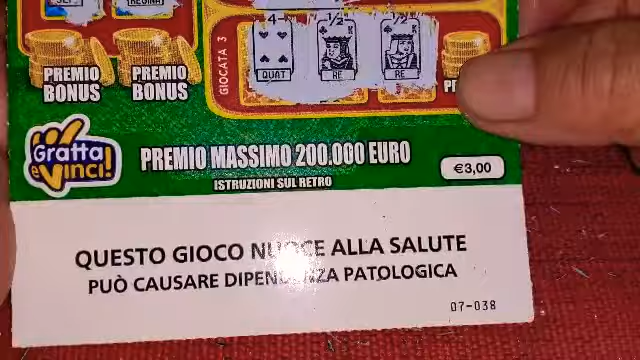 REGINA
4 ½ ½
K K
QUAT RE RE
GIOCATA 3
PREMIO BONUS
PREMIO BONUS
Gratta e Vinci!
PREMIO MASSIMO 200.000 EURO
ISTRUZIONI SUL RETRO
€3,00
QUESTO GIOCO NUOCE ALLA SALUTE
PUÒ CAUSARE DIPENDENZA PATOLOGICA
07-038